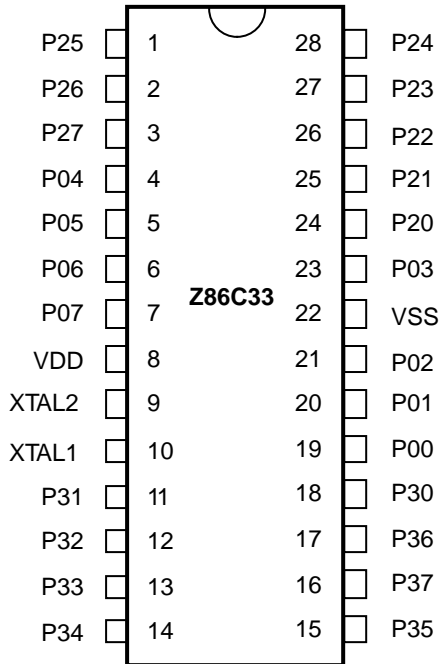 P25 1 28 P24
P26 2 27 P23
P27 3 26 P22
P04 4 25 P21
P05 5 24 P20
P06 6 23 P03
Z86C33
P07 7 22 VSS
VDD 8 21 P02
XTAL2 9 20 P01
XTAL1 10 19 P00
P31 11 18 P30
P32 12 17 P36
P33 13 16 P37
P34 14 15 P35